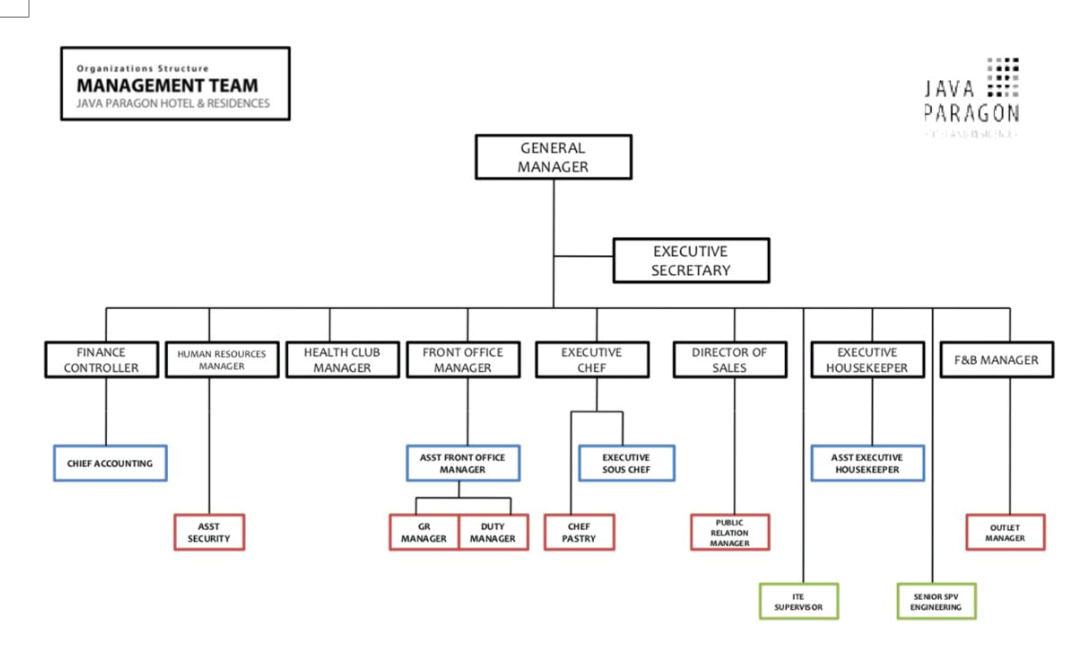 Organizations Structure
MANAGEMENT TEAM
JAVA PARAGON HOTEL & RESIDENCES
JAVA
PARAGON
GENERAL
MANAGER
EXECUTIVE
SECRETARY
FINANCE
CONTROLLER
HUMAN RESOURCES
MANAGER
HEALTH CLUB
MANAGER
FRONT OFFICE
MANAGER
EXECUTIVE
CHEF
DIRECTOR OF
SALES
EXECUTIVE
HOUSEKEEPER
F&B MANAGER
CHIEF ACCOUNTING
ASST FRONT OFFICE
MANAGER
EXECUTIVE
SOUS CHEF
ASST EXECUTIVE
HOUSEKEEPER
ASST
SECURITY
GR
MANAGER
DUTY
MANAGER
CHEF
PASTRY
PUBLIC
RELATION
MANAGER
OUTLET
MANAGER
ITE
SUPERVISOR
SENIOR SPV
ENGINEERING